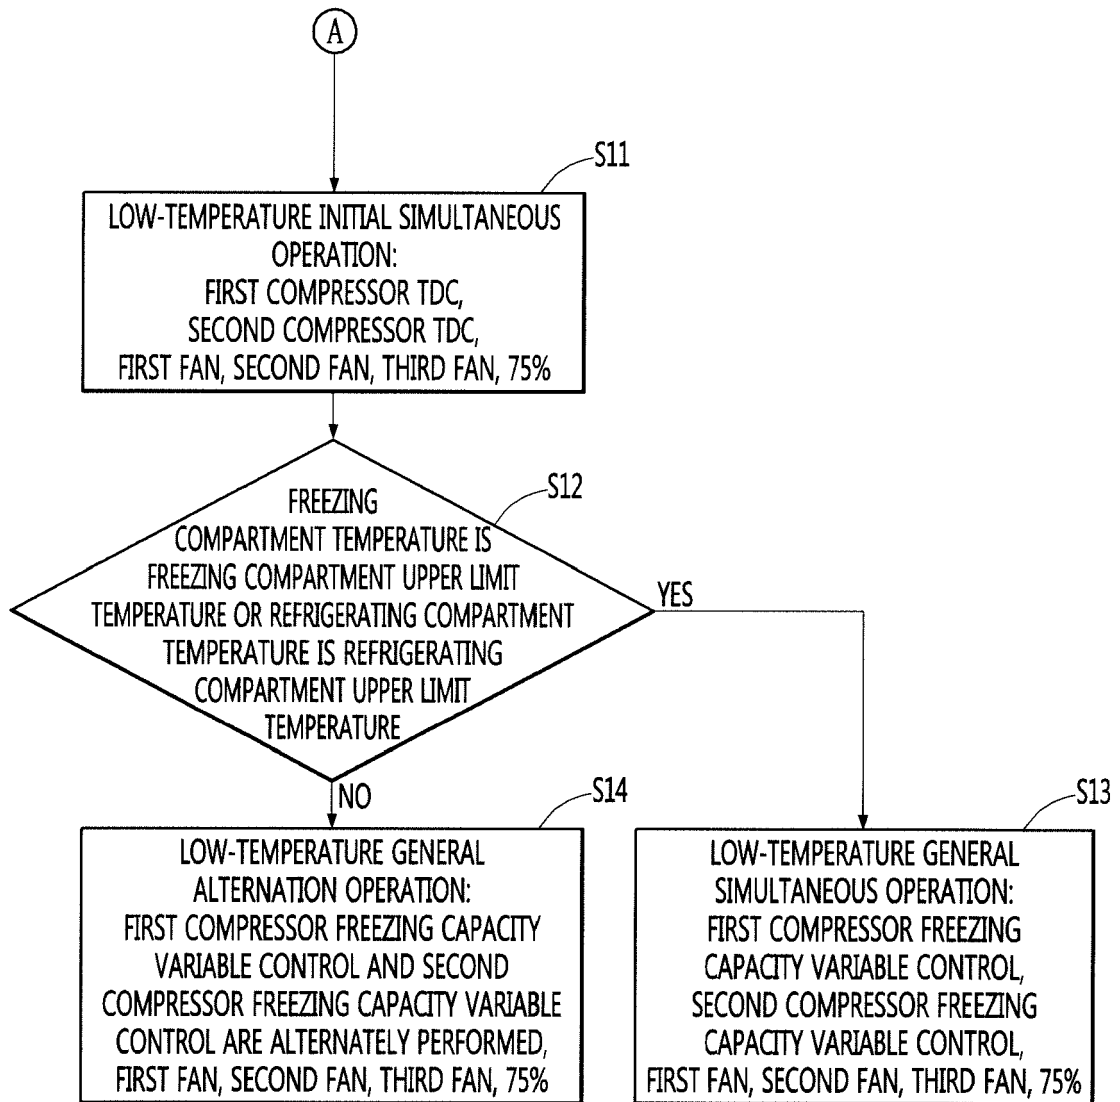 A
S11
LOW-TEMPERATURE INITIAL SIMULTANEOUS
OPERATION:
FIRST COMPRESSOR TDC,
SECOND COMPRESSOR TDC,
FIRST FAN, SECOND FAN, THIRD FAN, 75%
S12
FREEZING
COMPARTMENT TEMPERATURE IS
FREEZING COMPARTMENT UPPER LIMIT
TEMPERATURE OR REFRIGERATING COMPARTMENT
TEMPERATURE IS REFRIGERATING
COMPARTMENT UPPER LIMIT
TEMPERATURE
YES
NO
S14
LOW-TEMPERATURE GENERAL
ALTERNATION OPERATION:
FIRST COMPRESSOR FREEZING CAPACITY
VARIABLE CONTROL AND SECOND
COMPRESSOR FREEZING CAPACITY VARIABLE
CONTROL ARE ALTERNATELY PERFORMED,
FIRST FAN, SECOND FAN, THIRD FAN, 75%
S13
LOW-TEMPERATURE GENERAL
SIMULTANEOUS OPERATION:
FIRST COMPRESSOR FREEZING
CAPACITY VARIABLE CONTROL,
SECOND COMPRESSOR FREEZING
CAPACITY VARIABLE CONTROL,
FIRST FAN, SECOND FAN, THIRD FAN, 75%